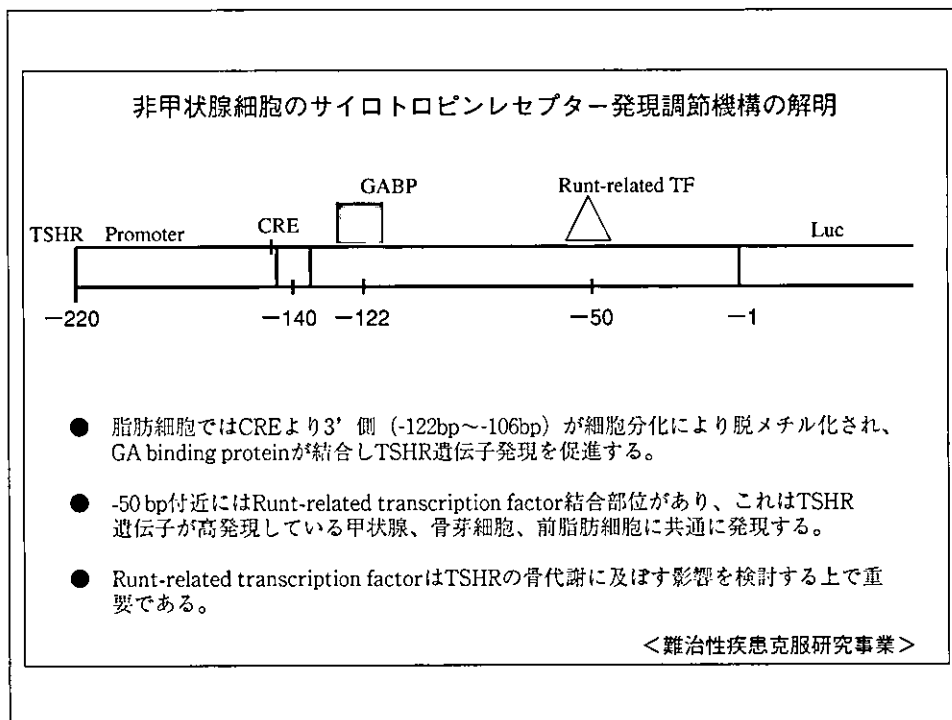 非甲状腺細胞のサイロトロピンレセプター発現調節機構の解明
GABP
Runt-related TF
TSHR Promoter
CRE
Luc
−220
−140
−122
−50
−1
● 脂肪細胞ではCREより3’側(-122bp～-106bp)が細胞分化により脱メチル化され、
GA binding proteinが結合しTSHR遺伝子発現を促進する。
● -50 bp付近にはRunt-related transcription factor結合部位があり、これはTSHR
遺伝子が高発現している甲状腺、骨芽細胞、前脂肪細胞に共通に発現する。
● Runt-related transcription factorはTSHRの骨代謝に及ぼす影響を検討する上で重
要である。
＜難治性疾患克服研究事業＞